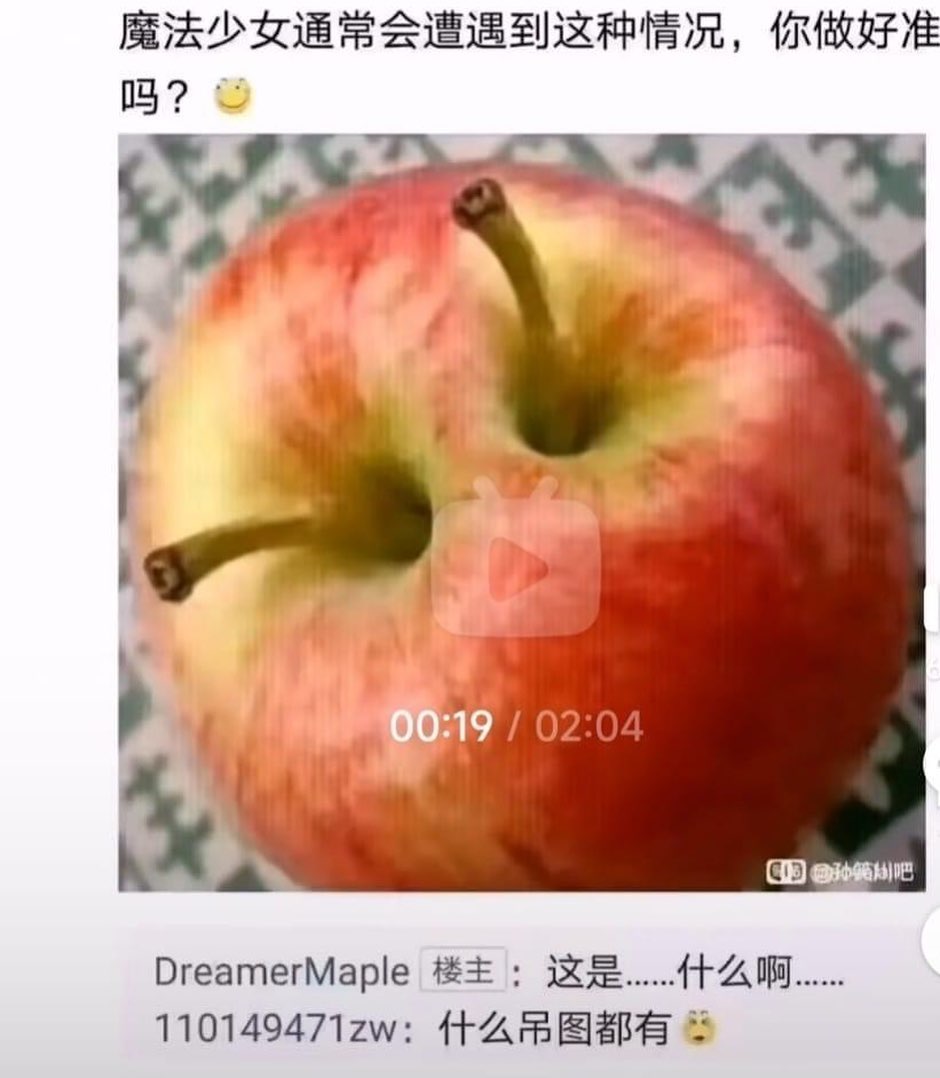 魔法少女通常会遭遇到这种情况，你做好准
吗？
00:19 / 02:04
@孙笑川吧
DreamerMaple 楼主：这是……什么啊……
110149471zw：什么吊图都有